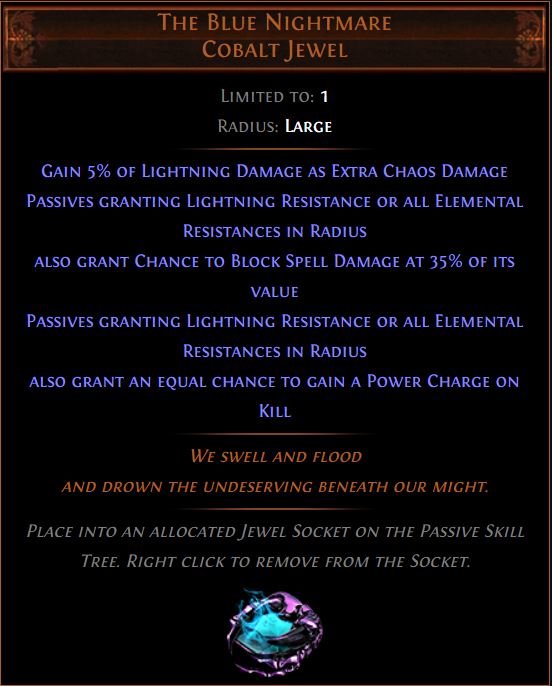 The Blue Nightmare
Cobalt Jewel
Limited to: 1
Radius: Large
Gain 5% of Lightning Damage as Extra Chaos Damage
Passives granting Lightning Resistance or all Elemental
Resistances in Radius
also grant Chance to Block Spell Damage at 35% of its
value
Passives granting Lightning Resistance or all Elemental
Resistances in Radius
also grant an equal chance to gain a Power Charge on
Kill
We swell and flood
and drown the undeserving beneath our might.
Place into an allocated Jewel Socket on the Passive Skill
Tree. Right click to remove from the Socket.